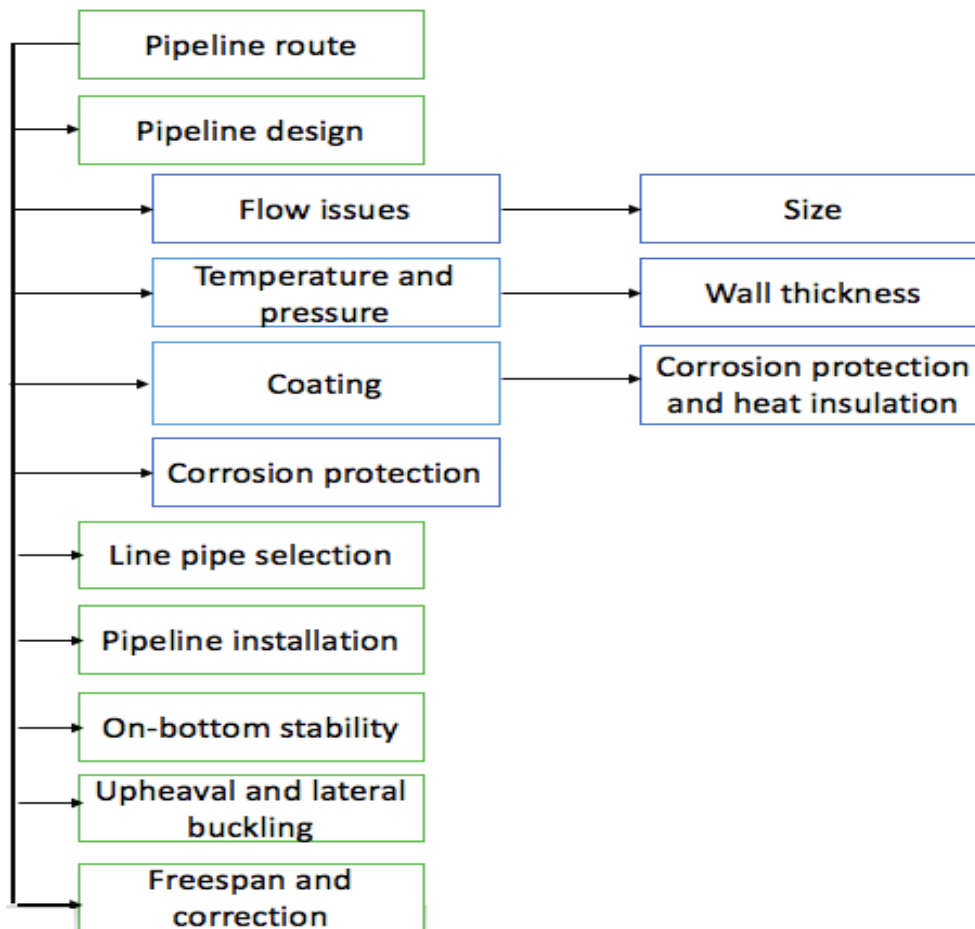 Pipeline route
Pipeline design
Flow issues
Size
Temperature and
pressure
Wall thickness
Coating
Corrosion protection
and heat insulation
Corrosion protection
Line pipe selection
Pipeline installation
On-bottom stability
Upheaval and lateral
buckling
Freespan and
correction